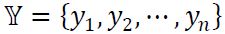 𝕐 = {y₁, y₂, ⋯, yₙ}